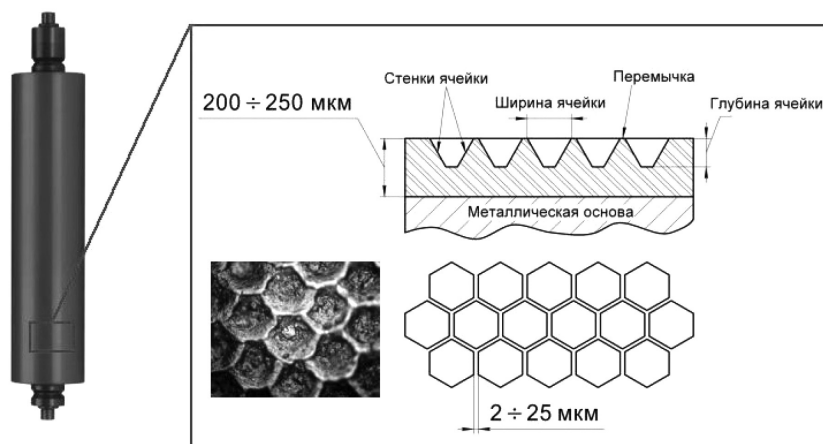 Стенки ячейки
Перемычка
200 ÷ 250 мкм
Ширина ячейки
Глубина ячейки
Металлическая основа
2 ÷ 25 мкм